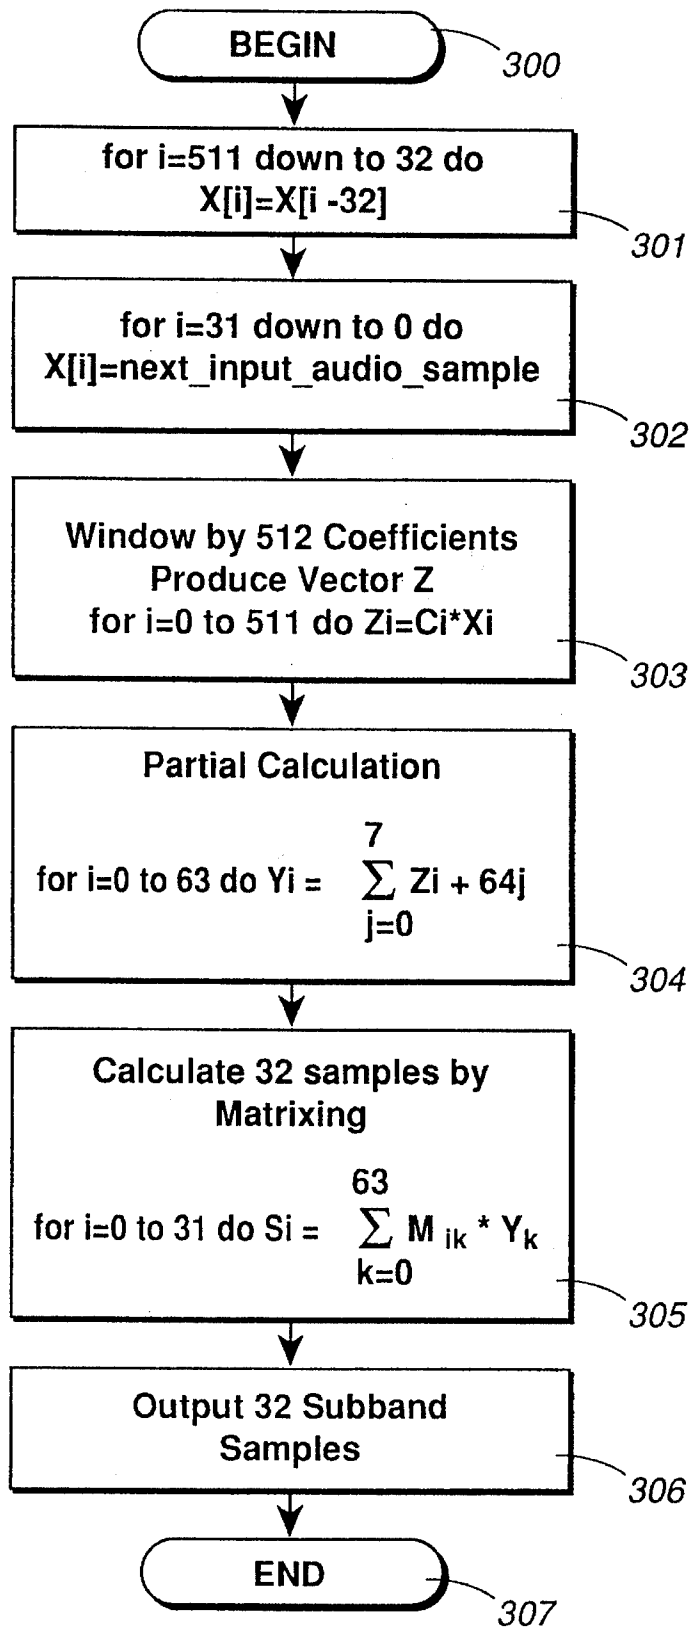 BEGIN
300
for i=511 down to 32 do
X[i]=X[i -32]
301
for i=31 down to 0 do
X[i]=next_input_audio_sample
302
Window by 512 Coefficients
Produce Vector Z
for i=0 to 511 do Zi=Ci*Xi
303
Partial Calculation
7
for i=0 to 63 do Yi = ∑ Zi + 64j
j=0
304
Calculate 32 samples by
Matrixing
63
for i=0 to 31 do Si = ∑ M ik * Yk
k=0
305
Output 32 Subband
Samples
306
END
307